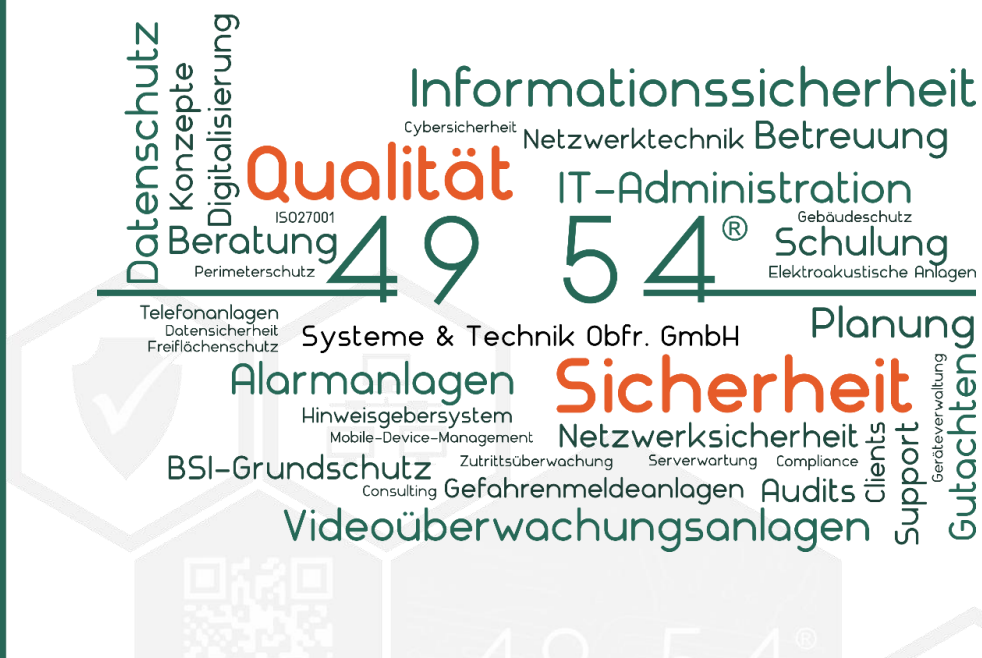 Datenschutz
Konzepte
Digitalisierung
Informationssicherheit
Cybersicherheit
Netzwerktechnik
Betreuung
Qualität
IT-Administration
ISO27001
Gebäudeschutz
Beratung
49 54®
Schulung
Perimeterschutz
Elektroakustische Anlagen
Telefonanlagen
Datensicherheit
Freiflächenschutz
Systeme & Technik Obfr. GmbH
Planung
Alarmanlagen
Sicherheit
Hinweisgebersystem
Mobile-Device-Management
Netzwerksicherheit
Clients
Support
Geräteverwaltung
Gutachten
BSI-Grundschutz
Zutrittsüberwachung
Serverwartung
Compliance
Consulting
Gefahrenmeldeanlagen
Audits
Videoüberwachungsanlagen
49 54®